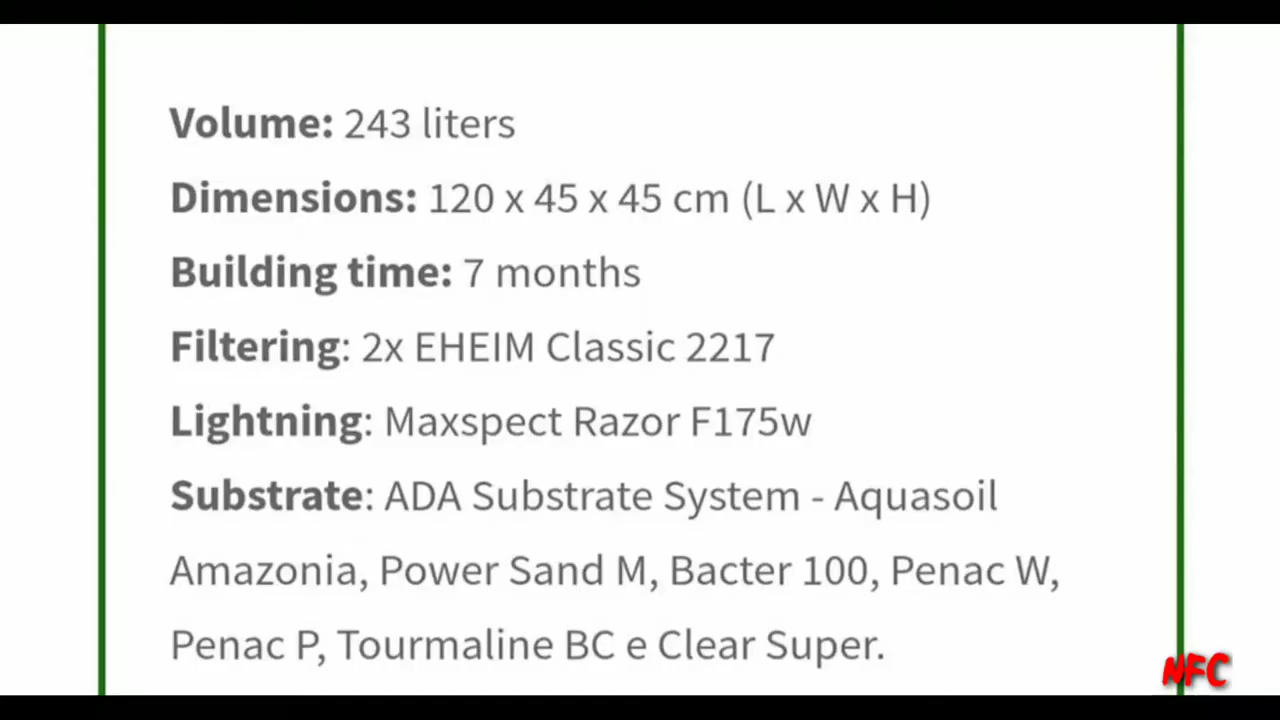 Volume: 243 liters
Dimensions: 120 x 45 x 45 cm (L x W x H)
Building time: 7 months
Filtering: 2x EHEIM Classic 2217
Lightning: Maxspect Razor F175w
Substrate: ADA Substrate System - Aquasoil
Amazonia, Power Sand M, Bacter 100, Penac W,
Penac P, Tourmaline BC e Clear Super.
NFC